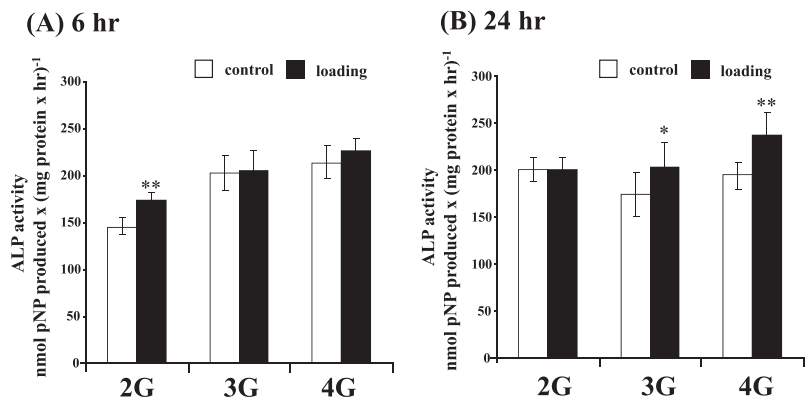 (A) 6 hr
control loading
ALP activity
nmol pNP produced x (mg protein x hr)-1
300
250
200
150
100
50
0
**
2G 3G 4G
(B) 24 hr
control loading
ALP activity
nmol pNP produced x (mg protein x hr)-1
300
250
200
150
100
50
0
*
**
2G 3G 4G